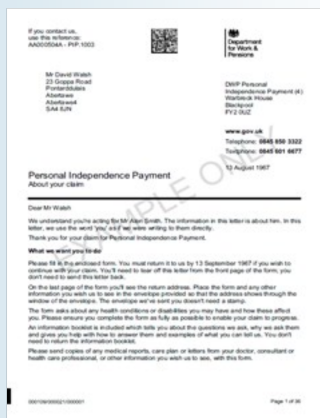 If you contact us,
use this reference:
AA000504A - PIP.1003
Department
for Work &
Pensions
Mr David Walsh
23 Goppa Road
Pontarddulais
Abertawe
Abertawe4
SA4 8JN
DWP Personal
Independence Payment (4)
Warbreck House
Blackpool
FY2 0UZ
www.gov.uk
Telephone: 0845 850 3322
Textphone: 0845 601 6677
13 August 1967
Personal Independence Payment
About your claim
EXAMPLE ONLY
Dear Mr Walsh
We understand you're acting for Mr Alan Smith. The information in this letter is about him. In this
letter, we use the word 'you' as if we were writing to them directly.
Thank you for your claim for Personal Independence Payment.
What we want you to do
Please fill in the enclosed form. You must return it to us by 13 September 1967 if you wish to
continue with your claim. You'll need to tear off this letter from the front page of the form, you
don't need to send this letter back.
On the last page of the form you'll see the return address. Place the form and any other
information you wish us to see in the envelope provided so that the address shows through the
window of the envelope. The envelope we've sent you doesn't need a stamp.
The form asks about any health conditions or disabilities you may have and how these affect
you. Please ensure you complete the form as fully as possible to enable your claim to progress.
An information booklet is included which tells you about the questions we ask, why we ask them
and gives you help with how to answer them and examples of what you can tell us. You don't
need to return the information booklet.
Please send copies of any medical reports, care plan or letters from your doctor, consultant or
health care professional, or other information you wish us to see, with this form.
Page 1 of 36